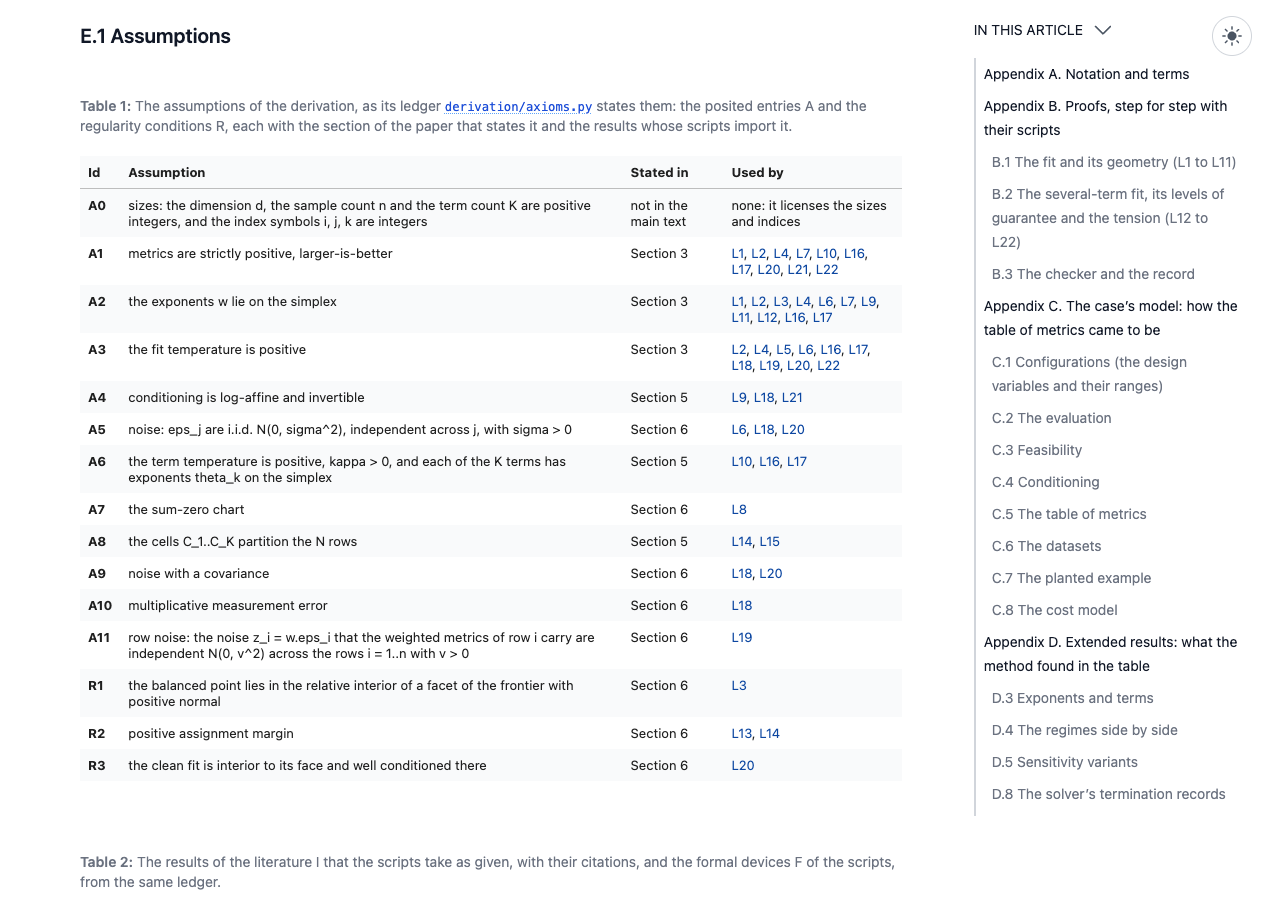 E.1 Assumptions
Table 1: The assumptions of the derivation, as its ledger derivation/axioms.py states them: the posited entries A and the
regularity conditions R, each with the section of the paper that states it and the results whose scripts import it.
Id Assumption Stated in Used by
A0 sizes: the dimension d, the sample count n and the term count K are positive not in the none: it licenses the sizes
integers, and the index symbols i, j, k are integers main text and indices
A1 metrics are strictly positive, larger-is-better Section 3 L1, L2, L4, L7, L10, L16,
L17, L20, L21, L22
A2 the exponents w lie on the simplex Section 3 L1, L2, L3, L4, L6, L7, L9,
L11, L12, L16, L17
A3 the fit temperature is positive Section 3 L2, L4, L5, L6, L16, L17,
L18, L19, L20, L22
A4 conditioning is log-affine and invertible Section 5 L9, L18, L21
A5 noise: eps_j are i.i.d. N(0, sigma^2), independent across j, with sigma > 0 Section 6 L6, L18, L20
A6 the term temperature is positive, kappa > 0, and each of the K terms has Section 5 L10, L16, L17
exponents theta_k on the simplex
A7 the sum-zero chart Section 6 L8
A8 the cells C_1..C_K partition the N rows Section 5 L14, L15
A9 noise with a covariance Section 6 L18, L20
A10 multiplicative measurement error Section 6 L18
A11 row noise: the noise z_i = w.eps_i that the weighted metrics of row i carry are Section 6 L19
independent N(0, v^2) across the rows i = 1..n with v > 0
R1 the balanced point lies in the relative interior of a facet of the frontier with Section 6 L3
positive normal
R2 positive assignment margin Section 6 L13, L14
R3 the clean fit is interior to its face and well conditioned there Section 6 L20
Table 2: The results of the literature I that the scripts take as given, with their citations, and the formal devices F of the scripts,
from the same ledger.
IN THIS ARTICLE
Appendix A. Notation and terms
Appendix B. Proofs, step for step with
their scripts
B.1 The fit and its geometry (L1 to L11)
B.2 The several-term fit, its levels of
guarantee and the tension (L12 to
L22)
B.3 The checker and the record
Appendix C. The case’s model: how the
table of metrics came to be
C.1 Configurations (the design
variables and their ranges)
C.2 The evaluation
C.3 Feasibility
C.4 Conditioning
C.5 The table of metrics
C.6 The datasets
C.7 The planted example
C.8 The cost model
Appendix D. Extended results: what the
method found in the table
D.3 Exponents and terms
D.4 The regimes side by side
D.5 Sensitivity variants
D.8 The solver’s termination records